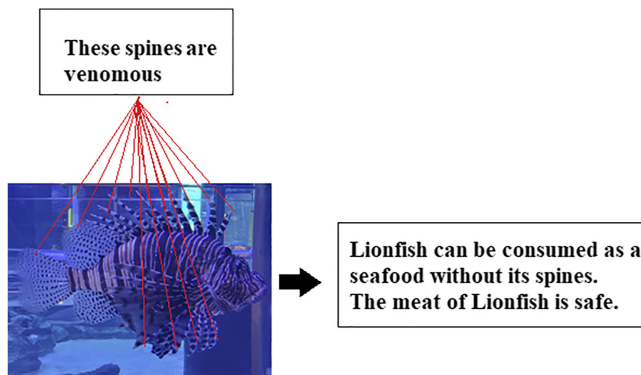 These spines are
venomous
Lionfish can be consumed as a
seafood without its spines.
The meat of Lionfish is safe.